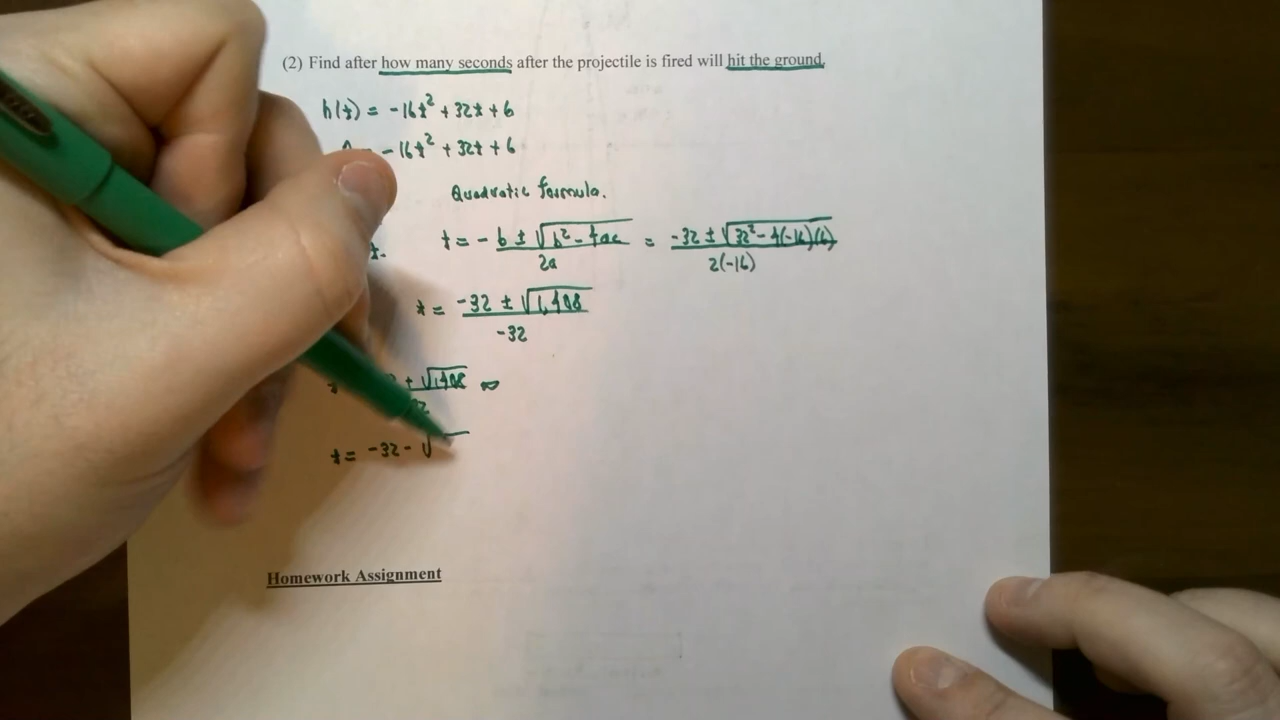 (2) Find after how many seconds after the projectile is fired will hit the ground.
h(t) = -16t² + 32t + 6
= -16t² + 32t + 6
Quadratic formula.
t = -b ± √b² - 4ac / 2a = -32 ± √32² - 4(-16)(6) / 2(-16)
t = -32 ± √1,408 / -32
+ √1,408
t = -32 - √
Homework Assignment